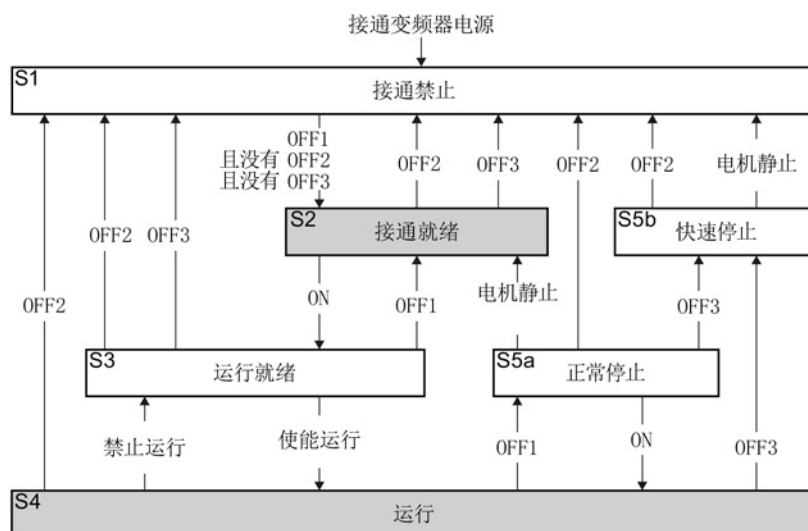 接通变频器电源
S1
接通禁止
OFF1
且没有 OFF2
且没有 OFF3
OFF2
OFF3
OFF2
OFF2
电机静止
S2
接通就绪
S5b
快速停止
OFF2
OFF3
OFF2
ON
OFF1
电机静止
OFF3
S3
运行就绪
S5a
正常停止
禁止运行
使能运行
OFF1
ON
OFF3
S4
运行